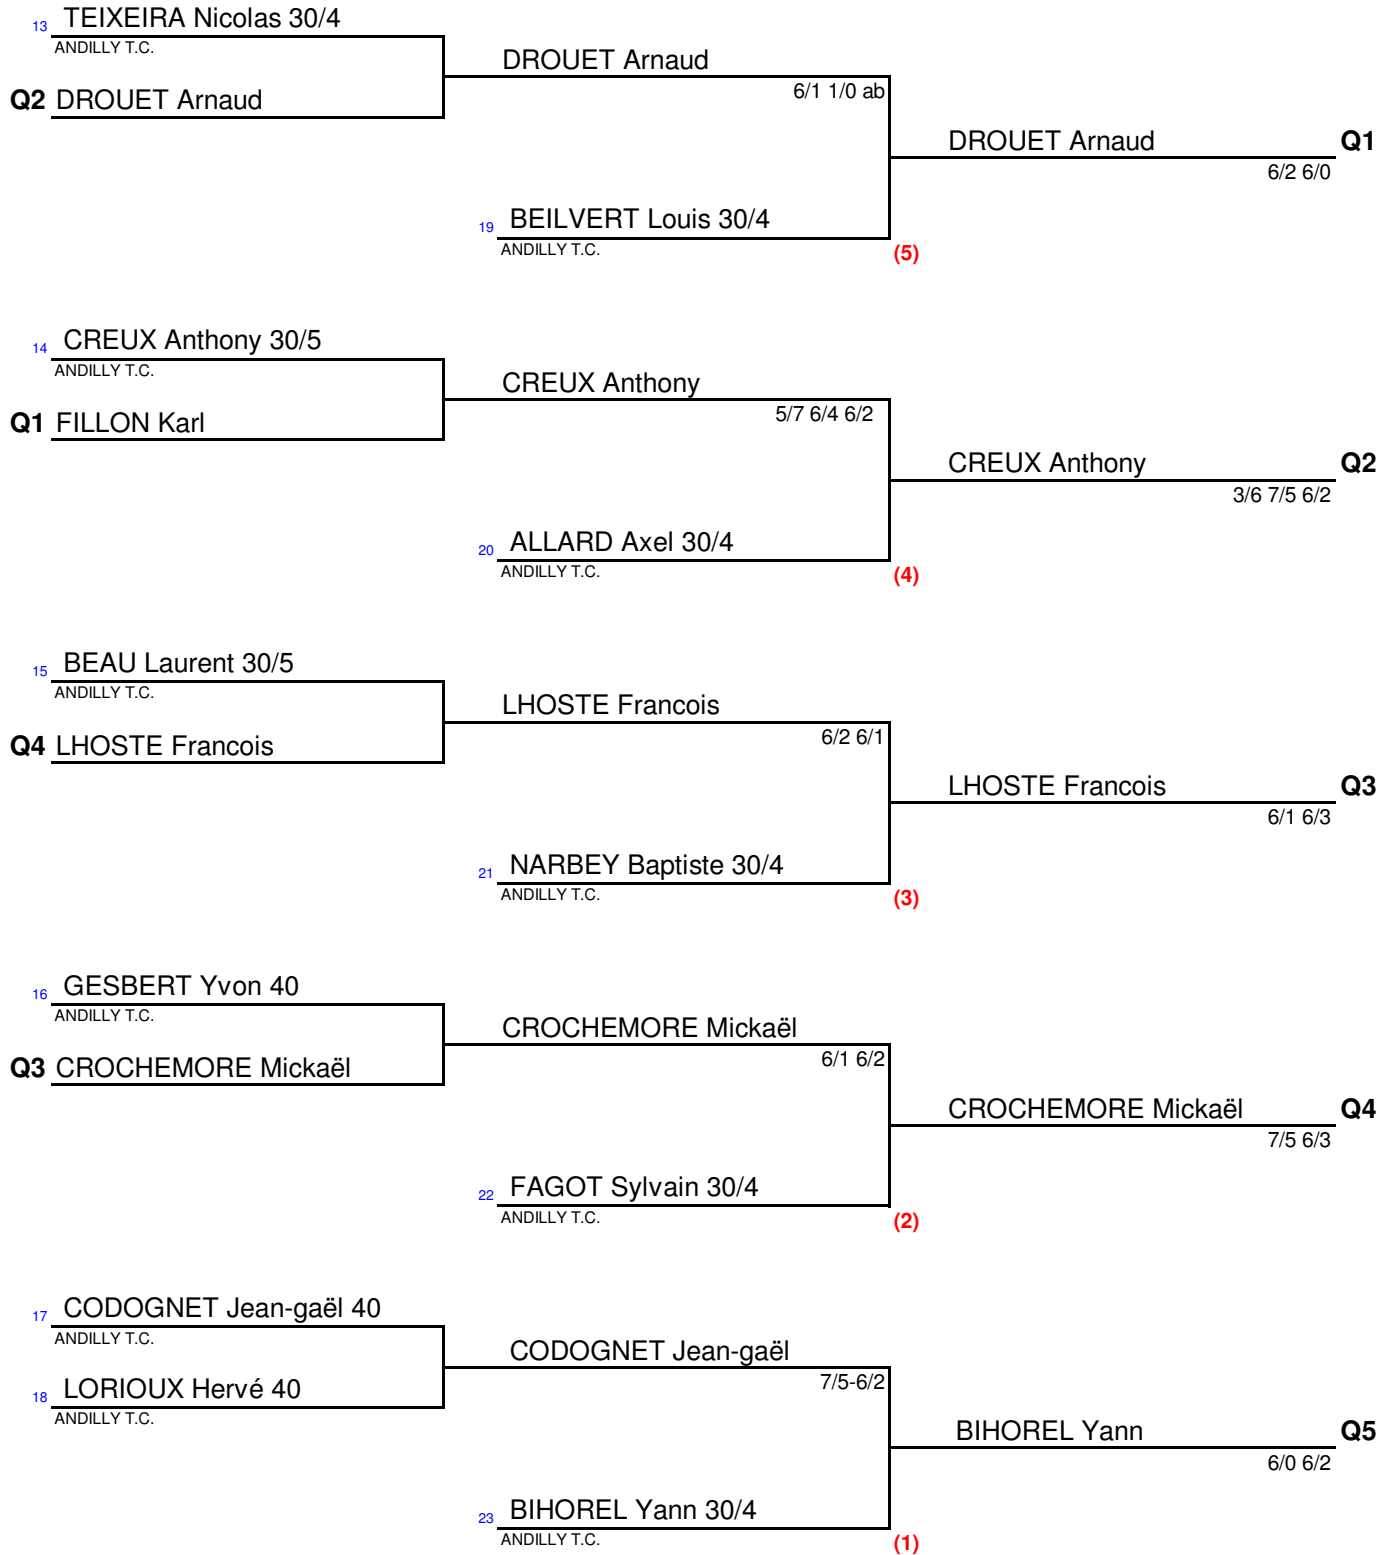 13 TEIXEIRA Nicolas 30/4
ANDILLY T.C.
Q2 DROUET Arnaud
DROUET Arnaud
6/1 1/0 ab
DROUET Arnaud Q1
6/2 6/0
19 BEILVERT Louis 30/4
ANDILLY T.C.
(5)
14 CREUX Anthony 30/5
ANDILLY T.C.
Q1 FILLON Karl
CREUX Anthony
5/7 6/4 6/2
CREUX Anthony Q2
3/6 7/5 6/2
20 ALLARD Axel 30/4
ANDILLY T.C.
(4)
15 BEAU Laurent 30/5
ANDILLY T.C.
Q4 LHOSTE Francois
LHOSTE Francois
6/2 6/1
LHOSTE Francois Q3
6/1 6/3
21 NARBEY Baptiste 30/4
ANDILLY T.C.
(3)
16 GESBERT Yvon 40
ANDILLY T.C.
Q3 CROCHEMORE Mickaël
CROCHEMORE Mickaël
6/1 6/2
CROCHEMORE Mickaël Q4
7/5 6/3
22 FAGOT Sylvain 30/4
ANDILLY T.C.
(2)
17 CODOGNET Jean-gaël 40
ANDILLY T.C.
18 LORIOUX Hervé 40
ANDILLY T.C.
CODOGNET Jean-gaël
7/5-6/2
BIHOREL Yann Q5
6/0 6/2
23 BIHOREL Yann 30/4
ANDILLY T.C.
(1)